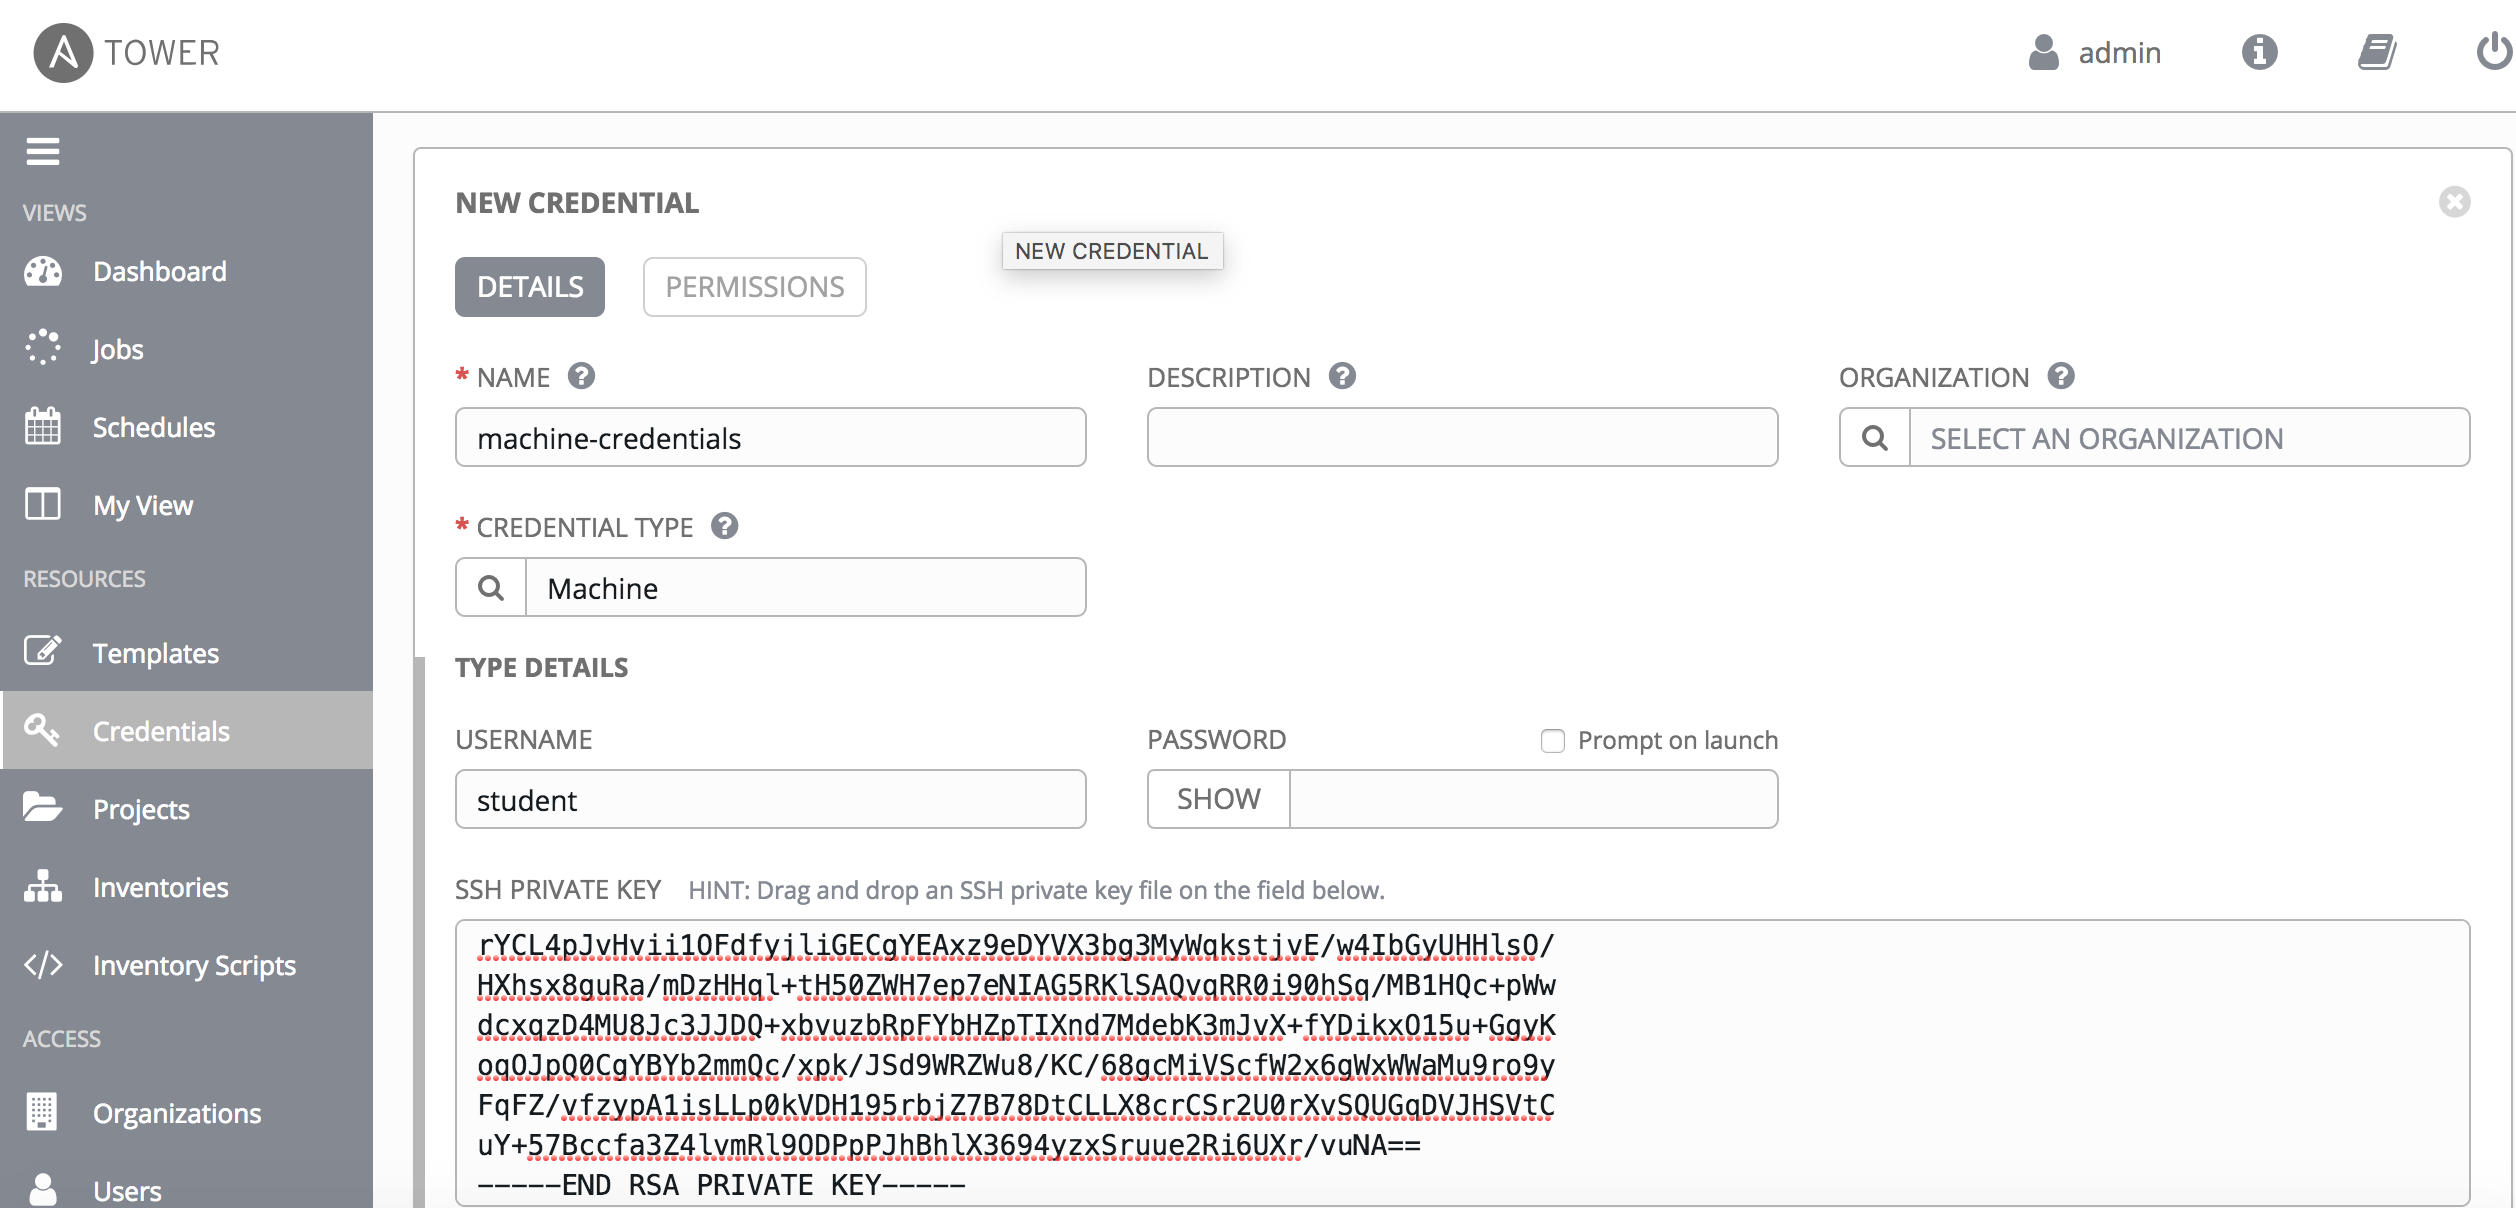 TOWER
admin
VIEWS
Dashboard
Jobs
Schedules
My View
RESOURCES
Templates
Credentials
Projects
Inventories
Inventory Scripts
ACCESS
Organizations
Users
NEW CREDENTIAL
NEW CREDENTIAL
DETAILS PERMISSIONS
* NAME
machine-credentials
DESCRIPTION
ORGANIZATION
SELECT AN ORGANIZATION
* CREDENTIAL TYPE
Machine
TYPE DETAILS
USERNAME
student
PASSWORD
Prompt on launch
SHOW
SSH PRIVATE KEY HINT: Drag and drop an SSH private key file on the field below.
rYCL4pJvHvii1OFdfyjliGECgYEAxz9eDYVX3bg3MyWqkstjvE/w4IbGyUHHlsO/
HXhsx8guRa/mDzHHql+tH50ZWH7ep7eNIAG5RKlSAQvqRR0i90hSq/MB1HQc+pWw
dcxqzD4MU8Jc3JJDQ+xbvuzbRpFYbHZpTIXnd7MdebK3mJvX+fYDikxO15u+GgyK
oqOJpQ0CgYBYb2mmQc/xpk/JSd9WRZWu8/KC/68gcMiVScfW2x6gWxWWaMu9ro9y
FqFZ/vfzypA1isLLp0kVDH195rbjZ7B78DtCLLX8crCSr2U0rXvSQUGqDVJHSVtC
uY+57Bccfa3Z4lvmRl9ODPpPJhBhlX3694yzxSruue2Ri6UXr/vuNA==
-----END RSA PRIVATE KEY-----